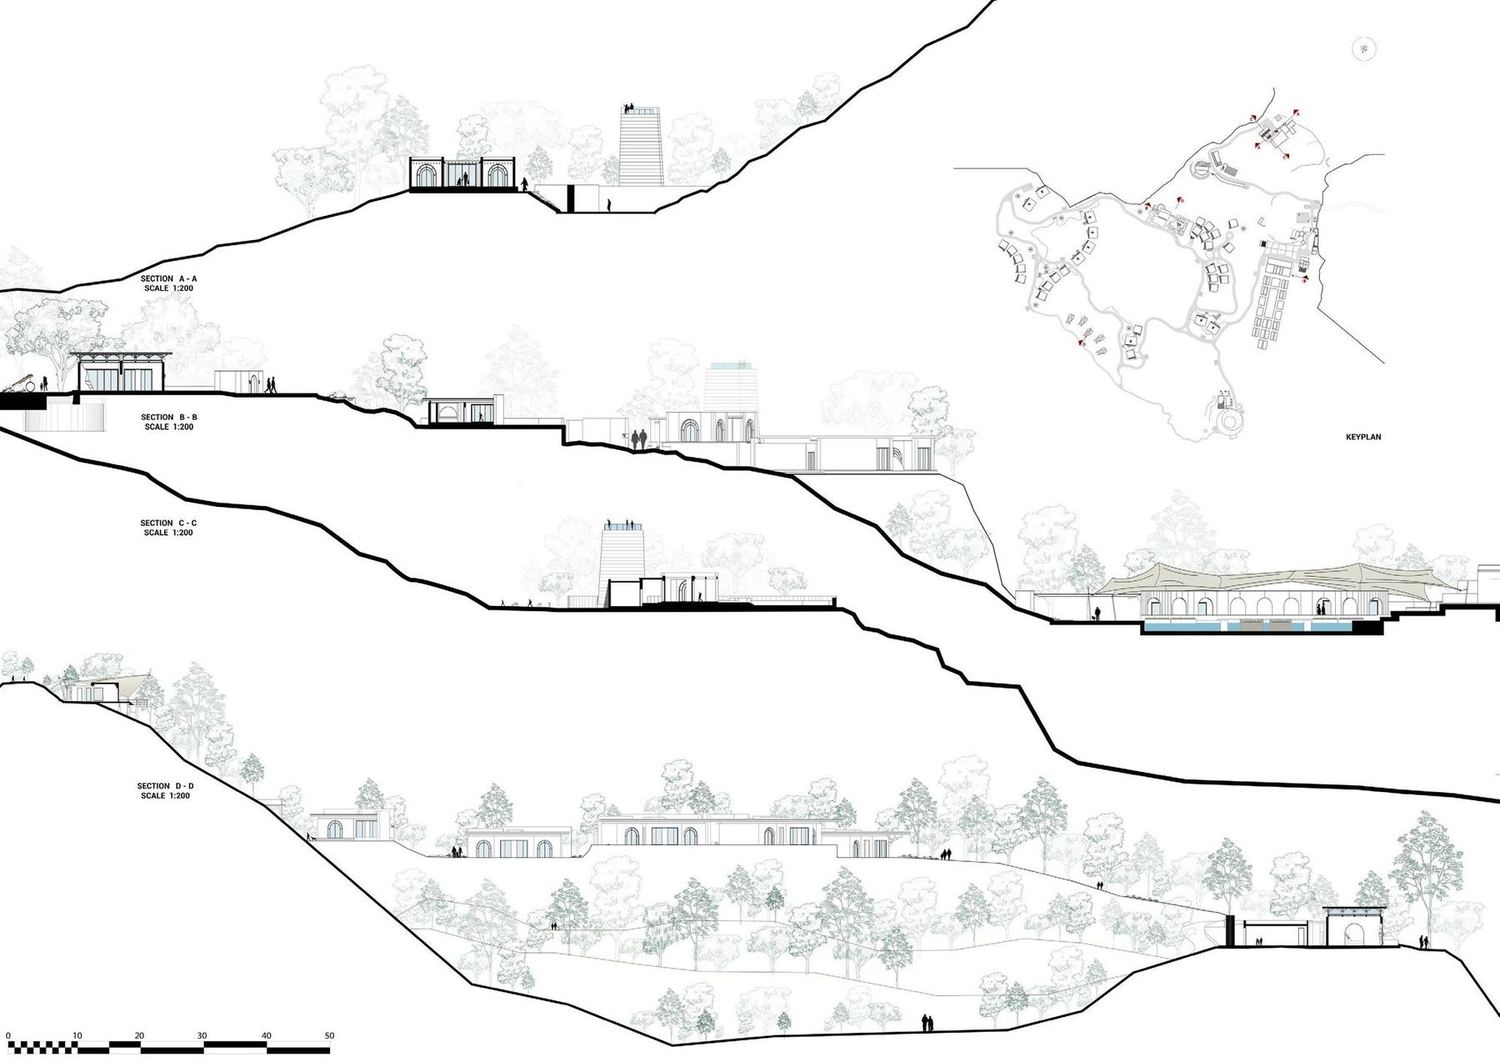 SECTION A - A
SCALE 1:200
SECTION B - B
SCALE 1:200
KEYPLAN
SECTION C - C
SCALE 1:200
SECTION D - D
SCALE 1:200
0 10 20 30 40 50